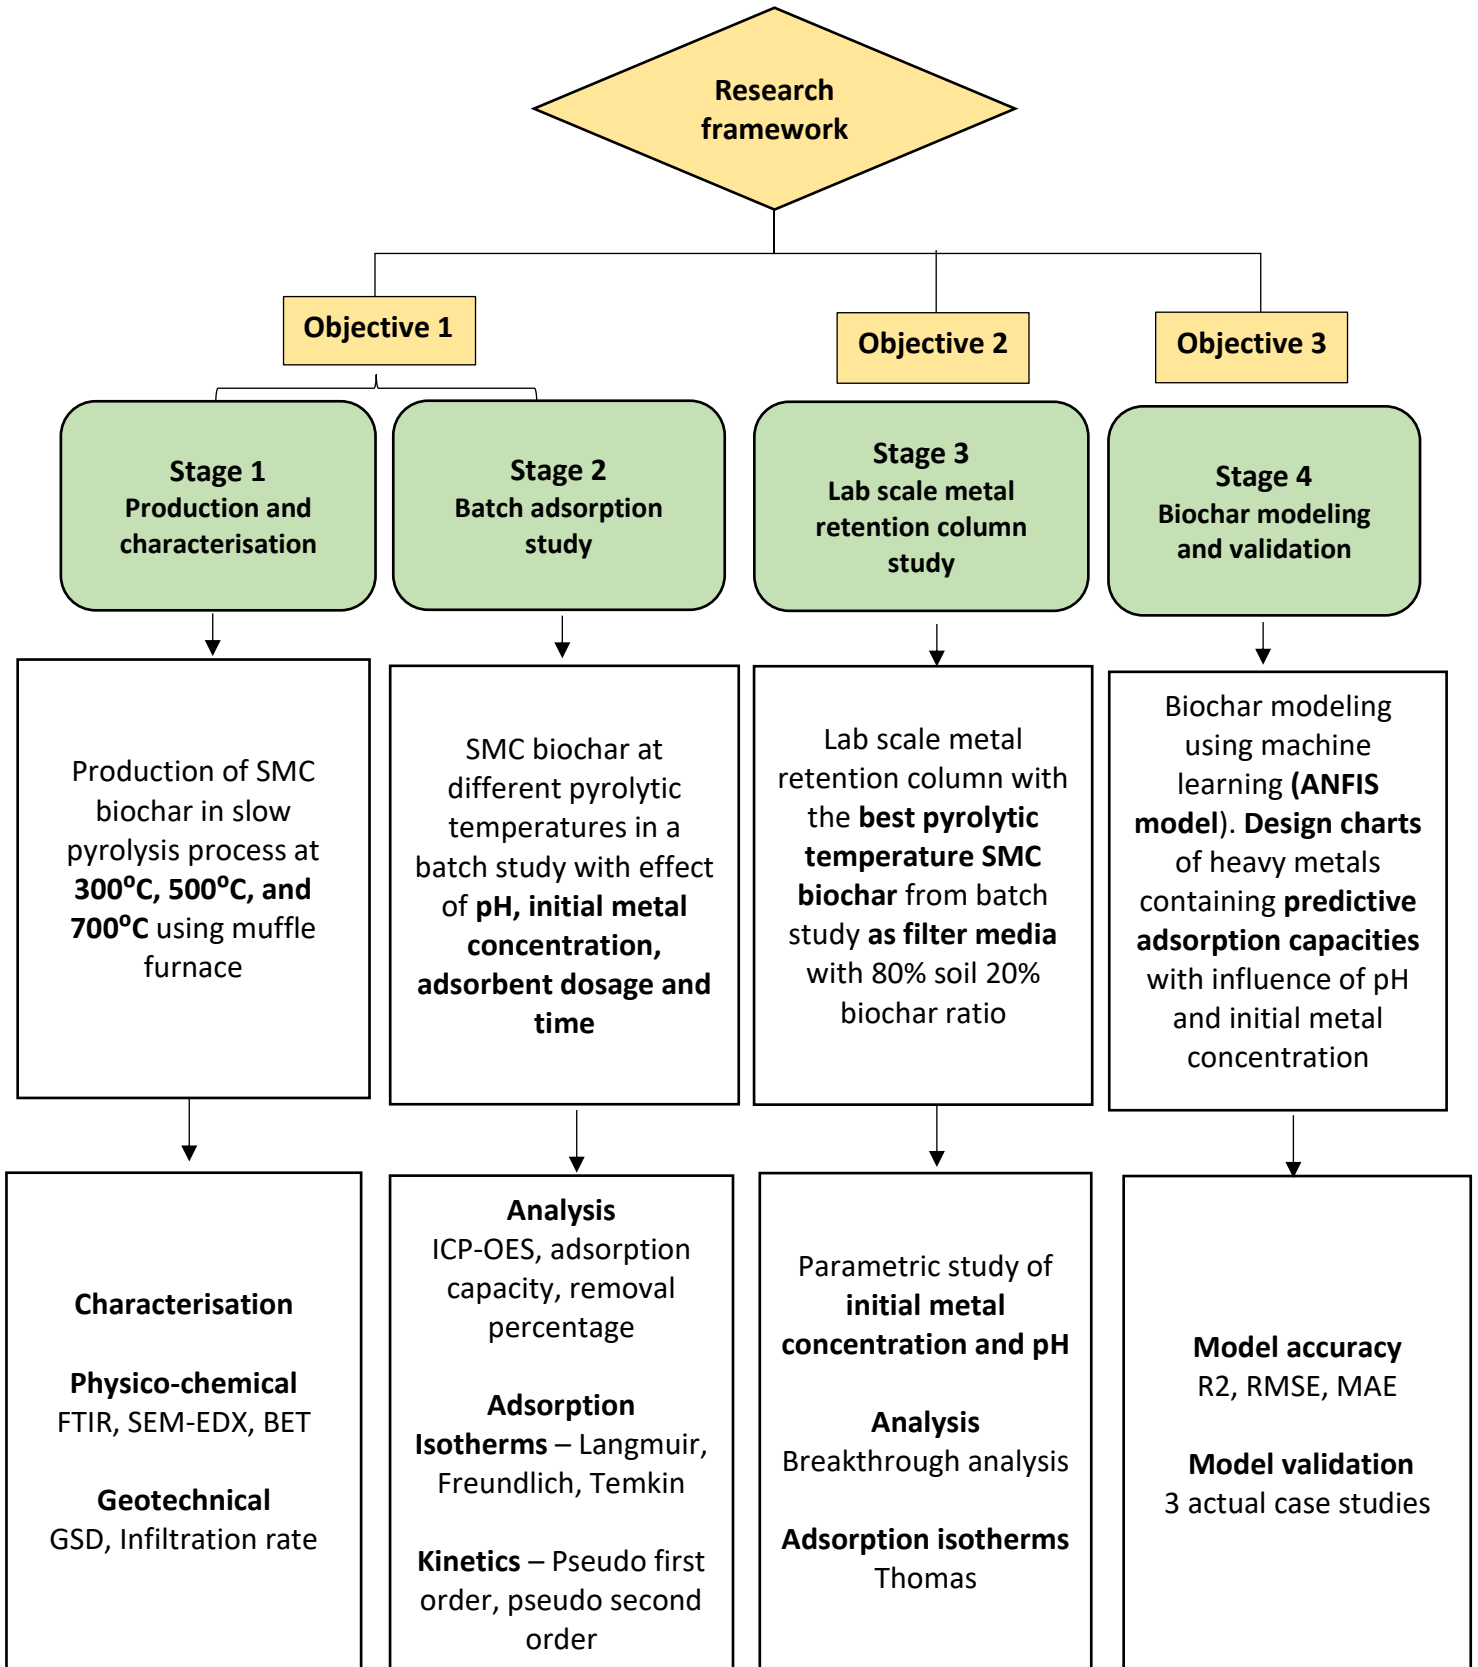 Research
framework
Objective 1
Objective 2
Objective 3
Stage 1
Production and
characterisation
Stage 2
Batch adsorption
study
Stage 3
Lab scale metal
retention column
study
Stage 4
Biochar modeling
and validation
Production of SMC
biochar in slow
pyrolysis process at
300⁰C, 500⁰C, and
700⁰C using muffle
furnace
SMC biochar at
different pyrolytic
temperatures in a
batch study with effect
of pH, initial metal
concentration,
adsorbent dosage and
time
Lab scale metal
retention column with
the best pyrolytic
temperature SMC
biochar from batch
study as filter media
with 80% soil 20%
biochar ratio
Biochar modeling
using machine
learning (ANFIS
model). Design charts
of heavy metals
containing predictive
adsorption capacities
with influence of pH
and initial metal
concentration
Characterisation
Physico-chemical
FTIR, SEM-EDX, BET
Geotechnical
GSD, Infiltration rate
Analysis
ICP-OES, adsorption
capacity, removal
percentage
Adsorption
Isotherms – Langmuir,
Freundlich, Temkin
Kinetics – Pseudo first
order, pseudo second
order
Parametric study of
initial metal
concentration and pH
Analysis
Breakthrough analysis
Adsorption isotherms
Thomas
Model accuracy
R2, RMSE, MAE
Model validation
3 actual case studies